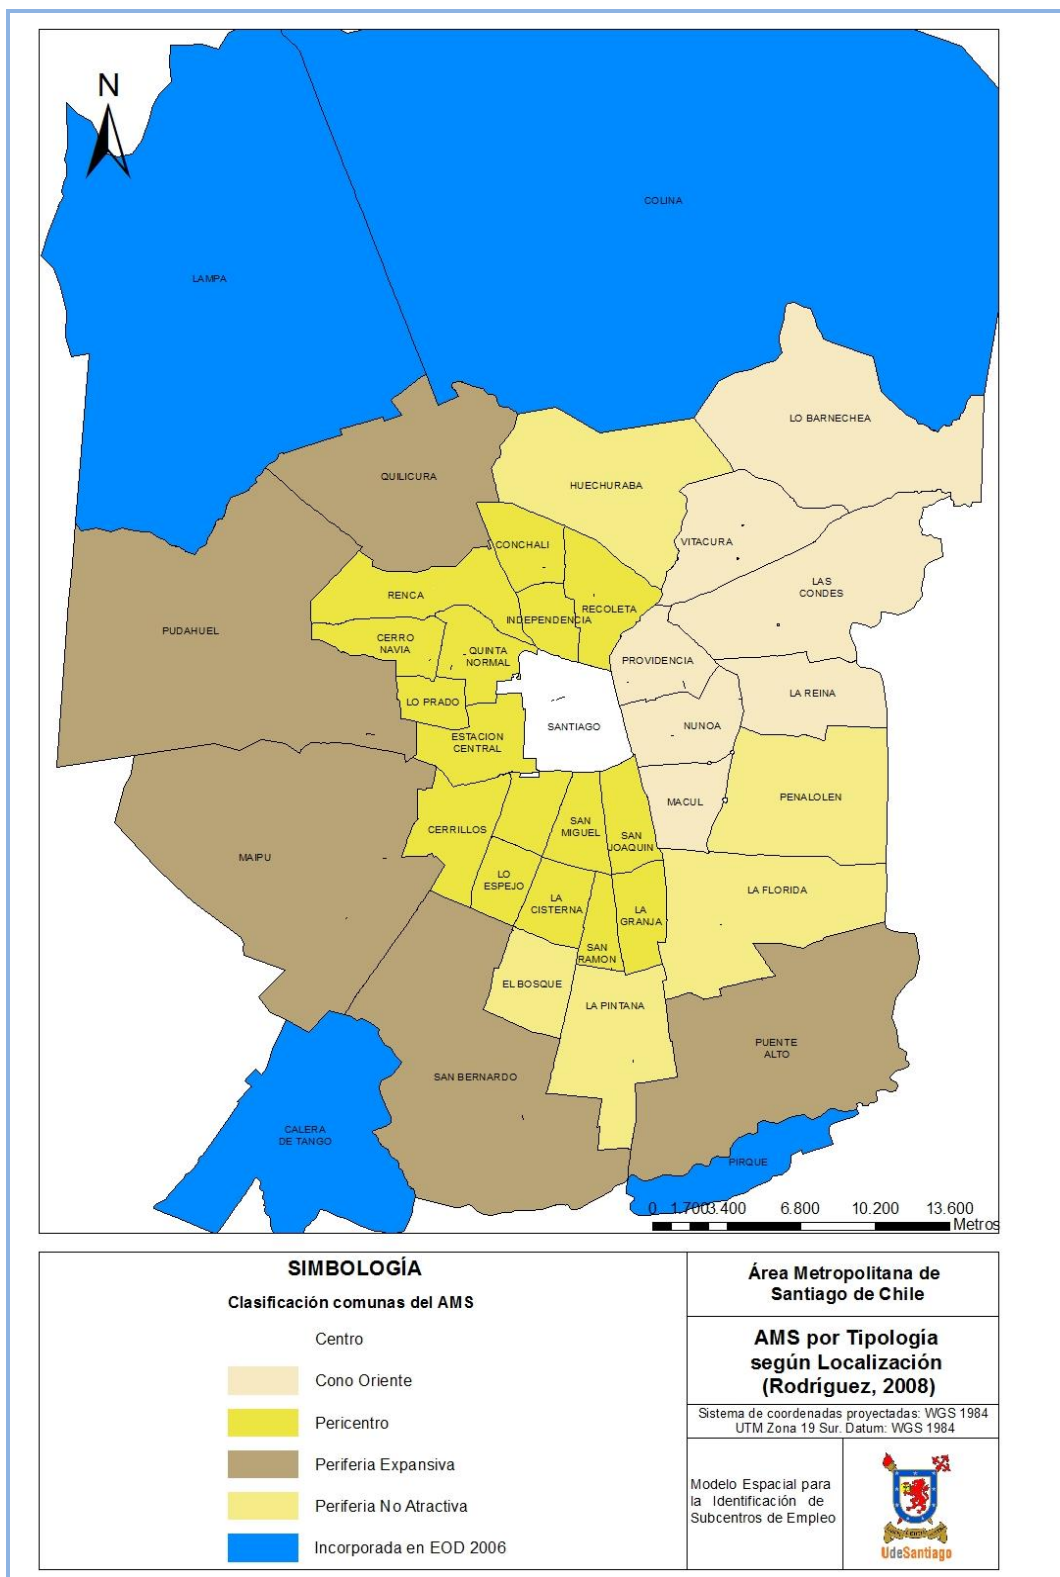 N
COLINA
LAMPA
LO BARNECHEA
QUILICURA
HUECHURABA
CONCHALI
VITACURA
LAS
CONDES
RENCA
RECOLETA
INDEPENDENCIA
PUDAHUEL
CERRO
NAVIA
QUINTA
NORMAL
PROVIDENCIA
LA REINA
LO PRADO
SANTIAGO
NUNOA
ESTACION
CENTRAL
PENALOLEN
MACUL
CERRILLOS
SAN
MIGUEL
SAN
JOAQUIN
MAIPU
LO
ESPEJO
LA FLORIDA
LA
CISTERNA
LA
GRANJA
SAN
RAMON
EL BOSQUE
LA PINTANA
PUENTE
ALTO
SAN BERNARDO
CALERA
DE TANGO
PIRQUE
0 1.700 3.400 6.800 10.200 13.600
Metros
SIMBOLOGÍA
Clasificación comunas del AMS
Centro
Cono Oriente
Pericentro
Periferia Expansiva
Periferia No Atractiva
Incorporada en EOD 2006
Área Metropolitana de
Santiago de Chile
AMS por Tipología
según Localización
(Rodríguez, 2008)
Sistema de coordenadas proyectadas: WGS 1984
UTM Zona 19 Sur. Datum: WGS 1984
Modelo Espacial para
la Identificación de
Subcentros de Empleo
UdeSantiago